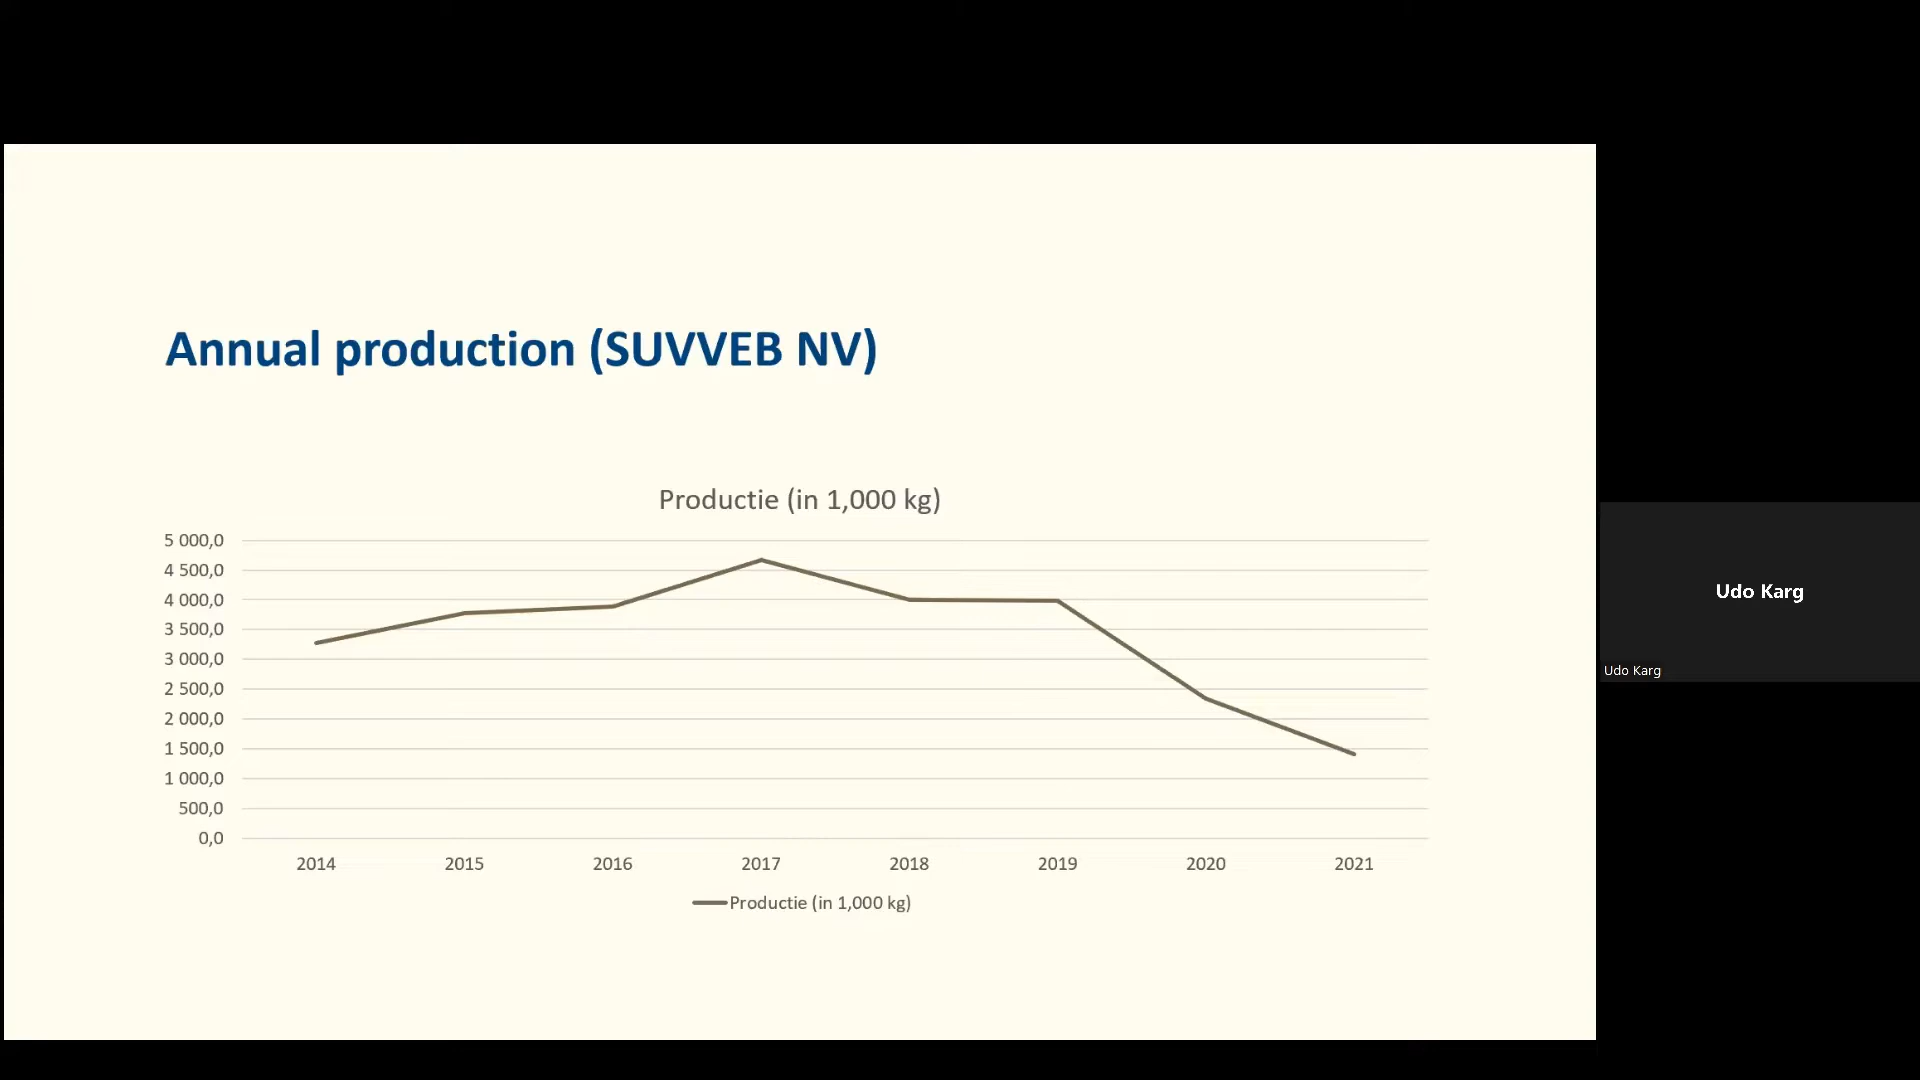 Annual production (SUVVEB NV)
Productie (in 1,000 kg)
5 000,0
4 500,0
4 000,0
3 500,0
3 000,0
2 500,0
2 000,0
1 500,0
1 000,0
500,0
0,0
2014 2015 2016 2017 2018 2019 2020 2021
Productie (in 1,000 kg)
Udo Karg
Udo Karg